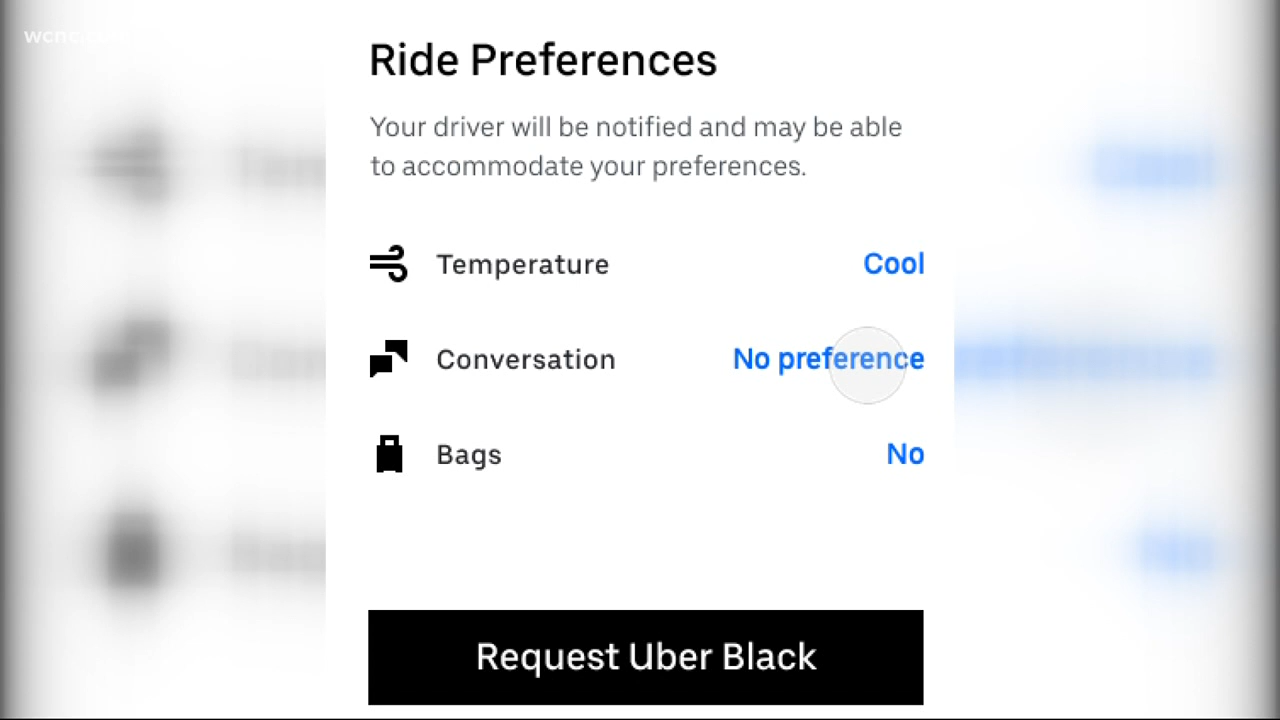 Ride Preferences
Your driver will be notified and may be able
to accommodate your preferences.
Temperature Cool
Conversation No preference
Bags No
Request Uber Black